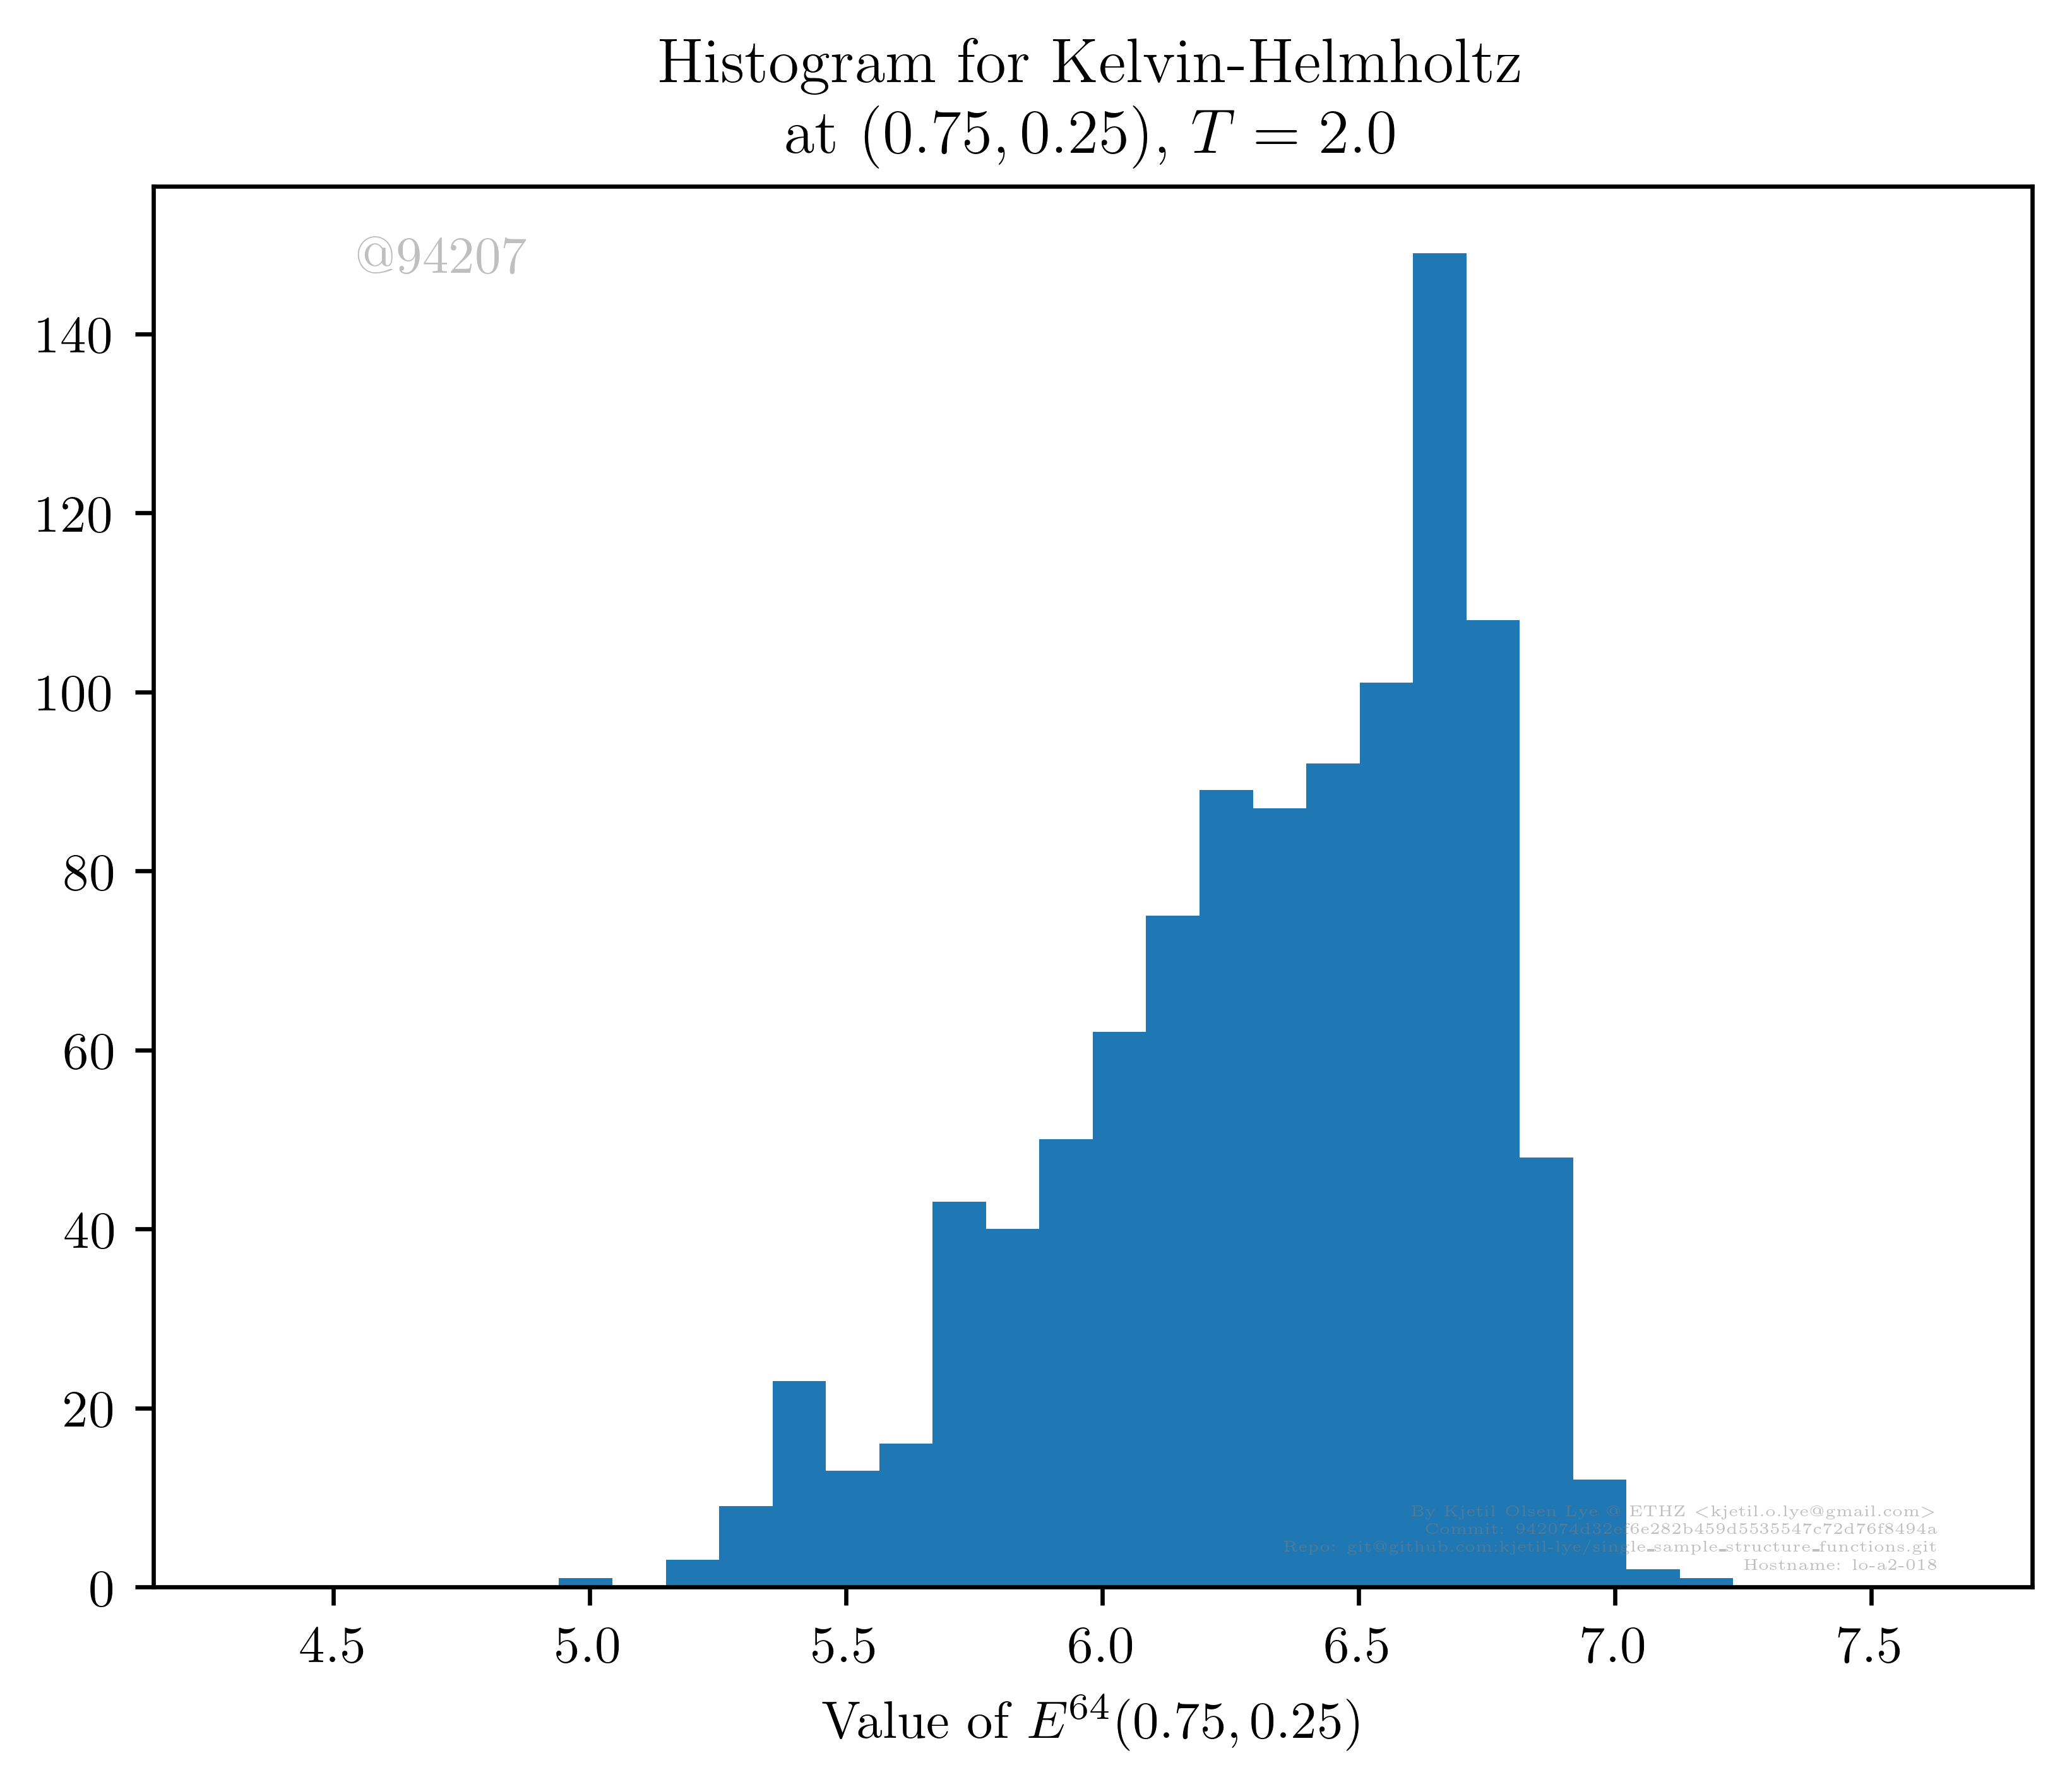 Histogram for Kelvin-Helmholtz
at (0.75, 0.25), T = 2.0
@94207
140
120
100
80
60
40
20
0
By Kjetil Olsen Lye @ ETHZ <kjetil.o.lye@gmail.com>
Commit: 942074d32ef6e282b459d5535547c72d76f8494a
Repo: git@github.com:kjetil-lye/single_sample_structure_functions.git
Hostname: lo-a2-018
4.5 5.0 5.5 6.0 6.5 7.0 7.5
Value of E^64(0.75, 0.25)